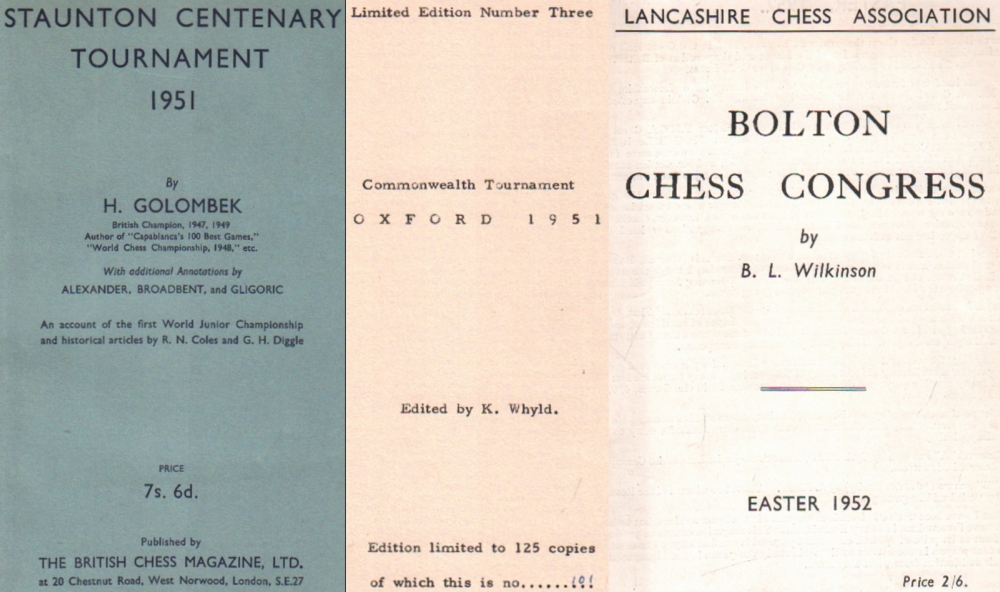 STAUNTON CENTENARY
TOURNAMENT
1951
By
H. GOLOMBEK
British Champion, 1947, 1949
Author of "Capablanca's 100 Best Games,"
"World Chess Championship, 1948," etc.
With additional Annotations by
ALEXANDER, BROADBENT, and GLIGORIC
An account of the first World Junior Championship
and historical articles by R. N. Coles and G. H. Diggle
PRICE
7s. 6d.
Published by
THE BRITISH CHESS MAGAZINE, LTD.
at 20 Chestnut Road, West Norwood, London, S.E.27
Limited Edition Number Three
Commonwealth Tournament
OXFORD 1951
Edited by K. Whyld.
Edition limited to 125 copies
of which this is no......101
LANCASHIRE CHESS ASSOCIATION
BOLTON
CHESS CONGRESS
by
B. L. Wilkinson
EASTER 1952
Price 2/6.